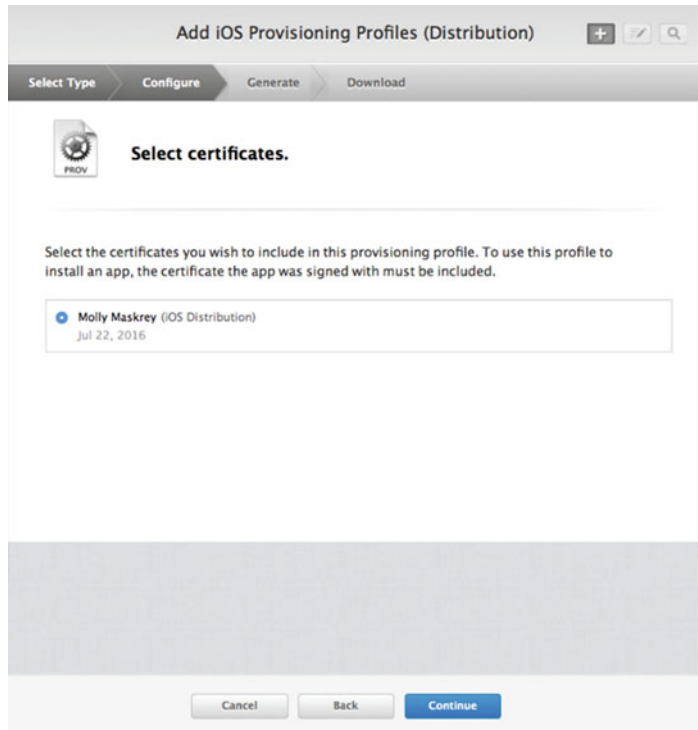 Add iOS Provisioning Profiles (Distribution)
Select Type
Configure
Generate
Download
PROV
Select certificates.
Select the certificates you wish to include in this provisioning profile. To use this profile to
install an app, the certificate the app was signed with must be included.
Molly Maskrey (iOS Distribution)
Jul 22, 2016
Cancel
Back
Continue